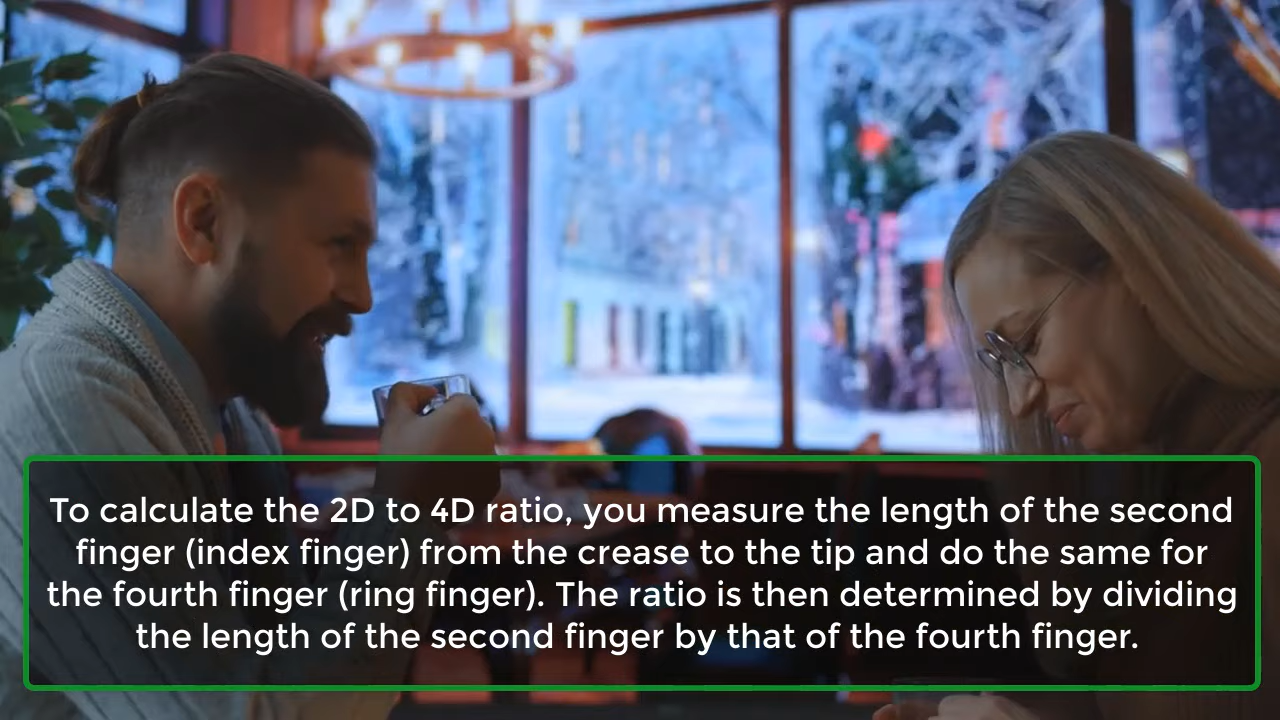 To calculate the 2D to 4D ratio, you measure the length of the second
finger (index finger) from the crease to the tip and do the same for
the fourth finger (ring finger). The ratio is then determined by dividing
the length of the second finger by that of the fourth finger.